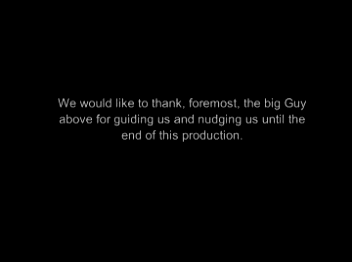 We would like to thank, foremost, the big Guy
above for guiding us and nudging us until the
end of this production.